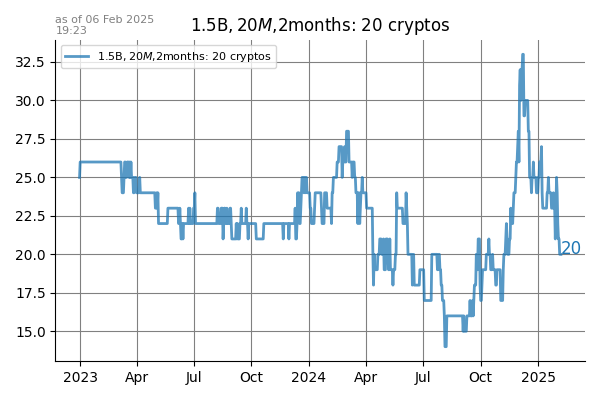 as of 06 Feb 2025
19:23
1.5B, 20M,2months: 20 cryptos
1.5B, 20M,2months: 20 cryptos
32.5
30.0
27.5
25.0
22.5
20.0
17.5
15.0
20
2023 Apr Jul Oct 2024 Apr Jul Oct 2025